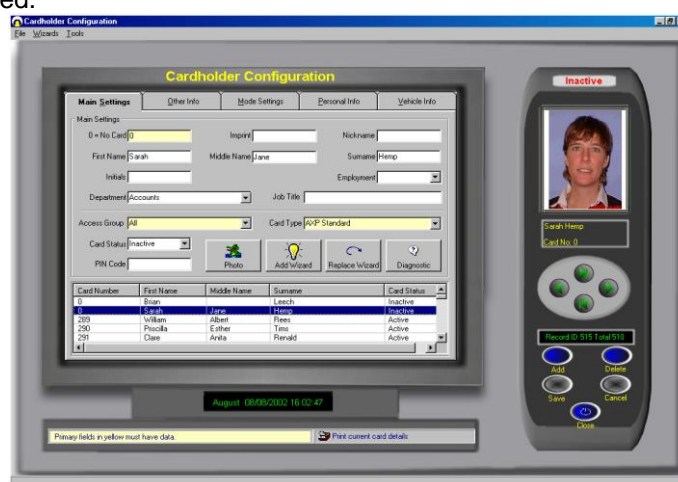 ed.
Cardholder Configuration
File Wizards Tools
Cardholder Configuration
Main Settings Other Info Mode Settings Personal Info Vehicle Info
Main Settings
0 = No Card 0 Imprint Nickname
First Name Sarah Middle Name Jane Surname Hemp
Initials Employment
Department Accounts Job Title
Access Group All Card Type AXP Standard
Card Status Inactive
PIN Code
Photo Add Wizard Replace Wizard Diagnostic
Card Number First Name Middle Name Surname Card Status
0 Brian Leech Inactive
0 Sarah Jane Hemp Inactive
289 William Albert Rees Active
290 Priscilla Esther Tims Active
291 Clare Anita Renald Active
August 08/08/2002 16:02:47
Primary fields in yellow must have data.
Print current card details
Inactive
Sarah Hemp
Card No: 0
Record ID 515 Total 510
Add Delete
Save Cancel
Close